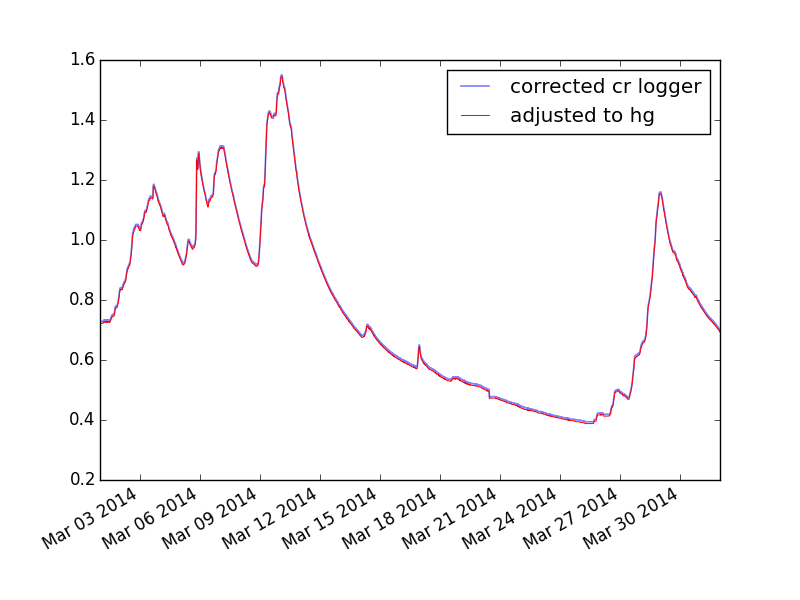 1.6
1.4
1.2
1.0
0.8
0.6
0.4
0.2
corrected cr logger
adjusted to hg
Mar 03 2014
Mar 06 2014
Mar 09 2014
Mar 12 2014
Mar 15 2014
Mar 18 2014
Mar 21 2014
Mar 24 2014
Mar 27 2014
Mar 30 2014